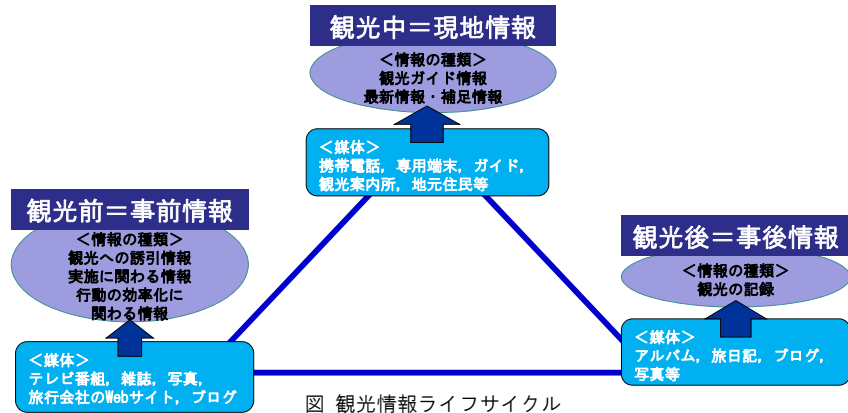 観光中＝現地情報
＜情報の種類＞
観光ガイド情報
最新情報・補足情報
＜媒体＞
携帯電話，専用端末，ガイド，
観光案内所，地元住民等
観光前＝事前情報
＜情報の種類＞
観光への誘引情報
実施に関わる情報
行動の効率化に
関わる情報
＜媒体＞
テレビ番組，雑誌，写真，
旅行会社のWebサイト，ブログ
観光後＝事後情報
＜情報の種類＞
観光の記録
＜媒体＞
アルバム，旅日記，ブログ，
写真等
図 観光情報ライフサイクル